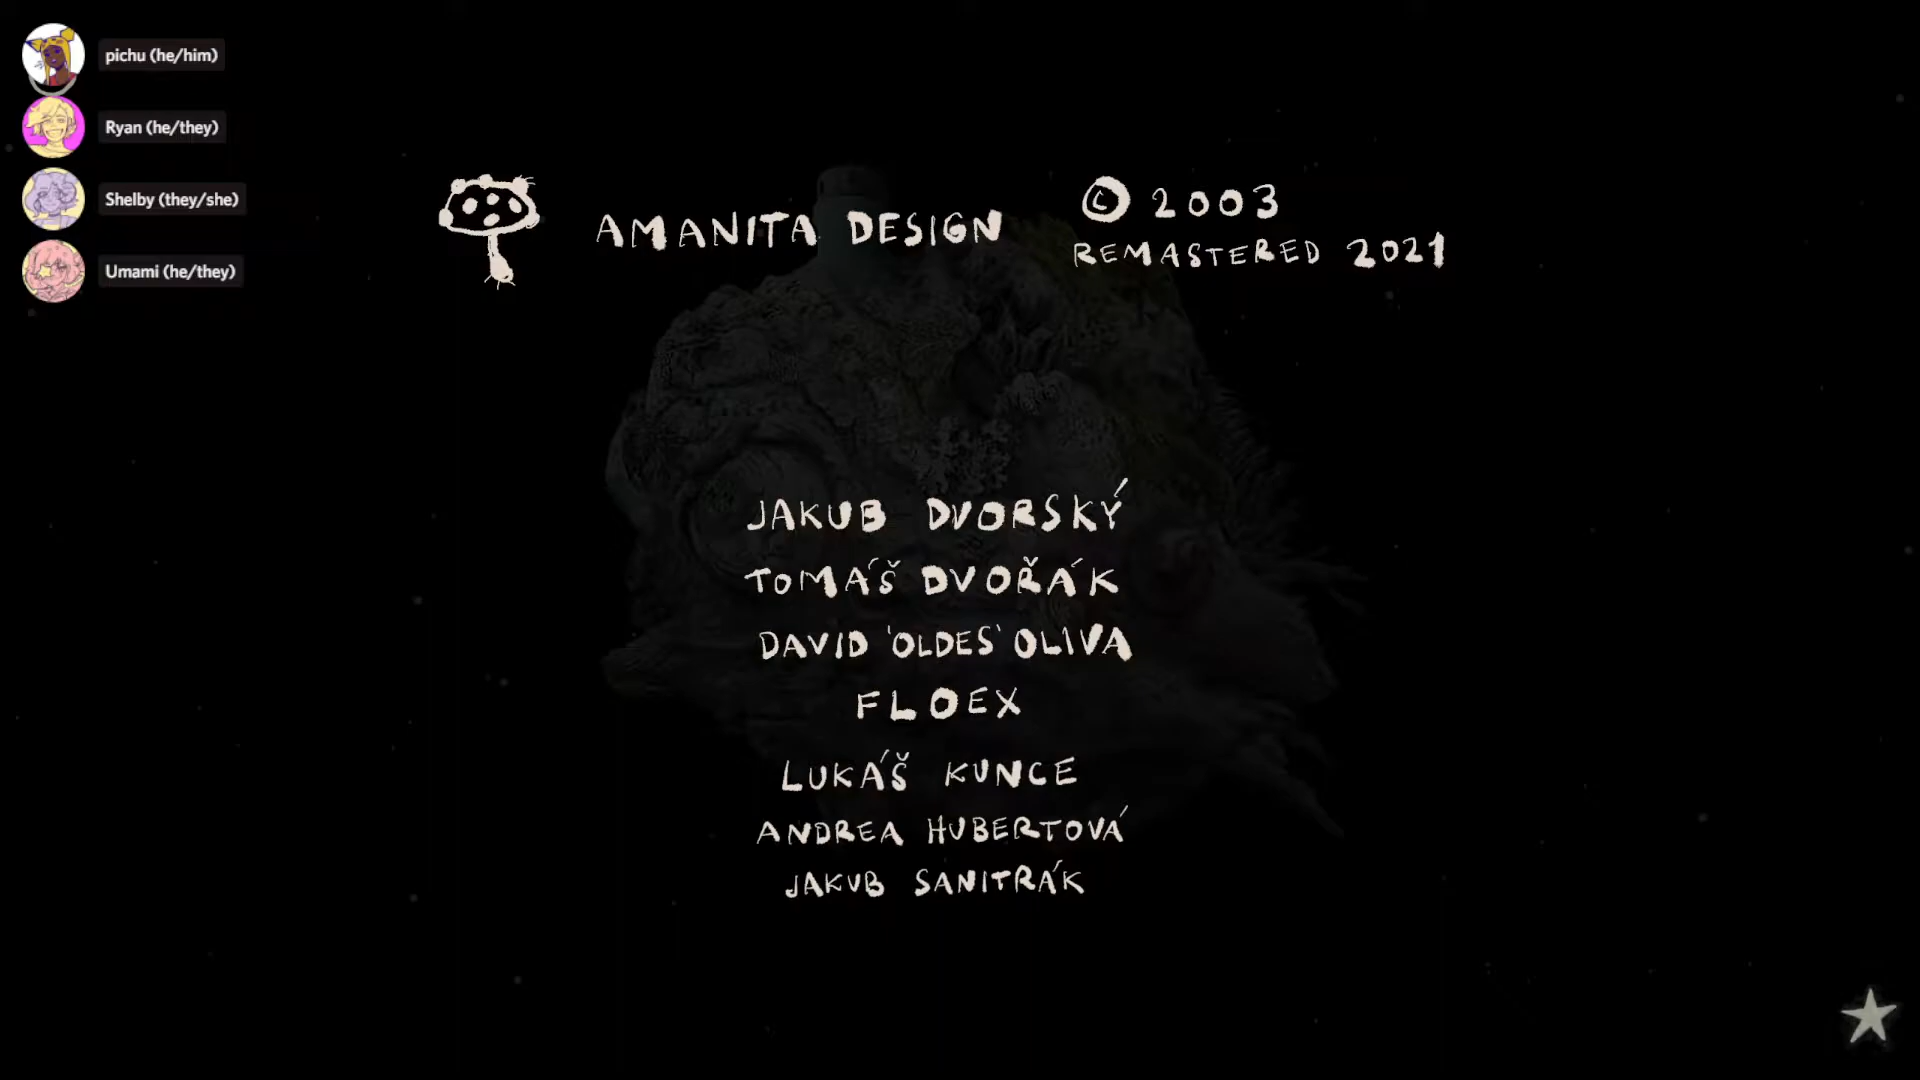 pichu (he/him)
Ryan (he/they)
Shelby (they/she)
Umami (he/they)
AMANITA DESIGN
© 2003
REMASTERED 2021
JAKUB DVORSKÝ
TOMÁŠ DVOŘÁK
DAVID 'OLDES' OLIVA
FLOEX
LUKÁŠ KUNCE
ANDREA HUBERTOVÁ
JAKUB SANITRÁK